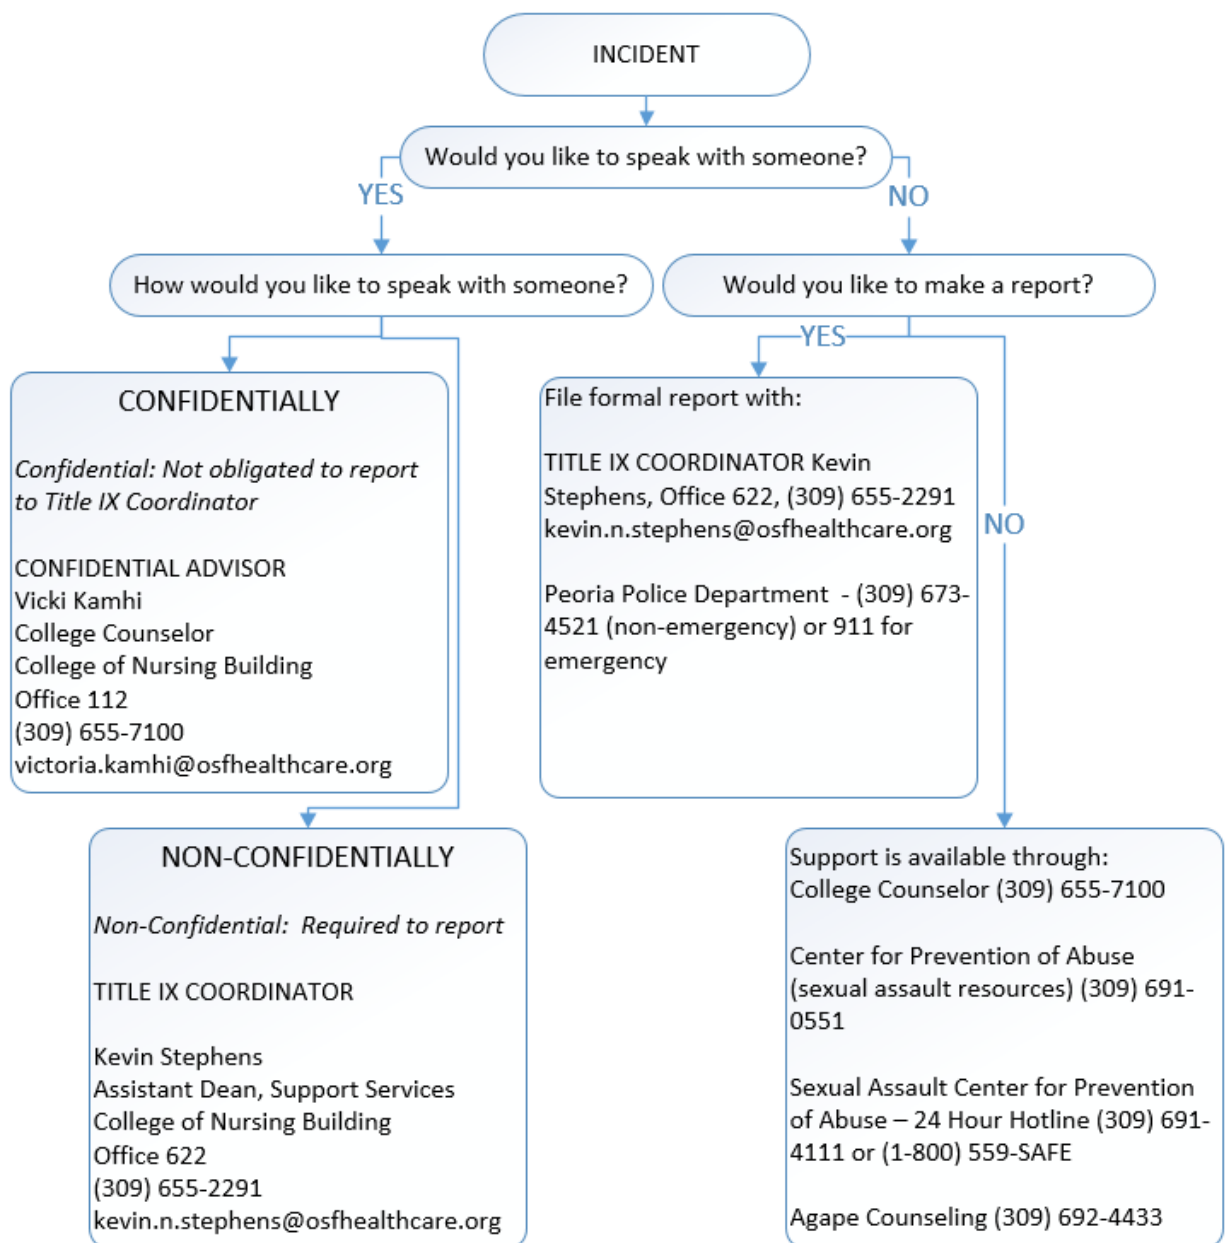 INCIDENT
Would you like to speak with someone?
YES
NO
How would you like to speak with someone?
Would you like to make a report?
YES
CONFIDENTIALLY
Confidential: Not obligated to report
to Title IX Coordinator
CONFIDENTIAL ADVISOR
Vicki Kamhi
College Counselor
College of Nursing Building
Office 112
(309) 655-7100
victoria.kamhi@osfhealthcare.org
File formal report with:
TITLE IX COORDINATOR Kevin
Stephens, Office 622, (309) 655-2291
kevin.n.stephens@osfhealthcare.org
Peoria Police Department  - (309) 673-
4521 (non-emergency) or 911 for
emergency
NO
NON-CONFIDENTIALLY
Non-Confidential:  Required to report
TITLE IX COORDINATOR
Kevin Stephens
Assistant Dean, Support Services
College of Nursing Building
Office 622
(309) 655-2291
kevin.n.stephens@osfhealthcare.org
Support is available through:
College Counselor (309) 655-7100
Center for Prevention of Abuse
(sexual assault resources) (309) 691-
0551
Sexual Assault Center for Prevention
of Abuse – 24 Hour Hotline (309) 691-
4111 or (1-800) 559-SAFE
Agape Counseling (309) 692-4433